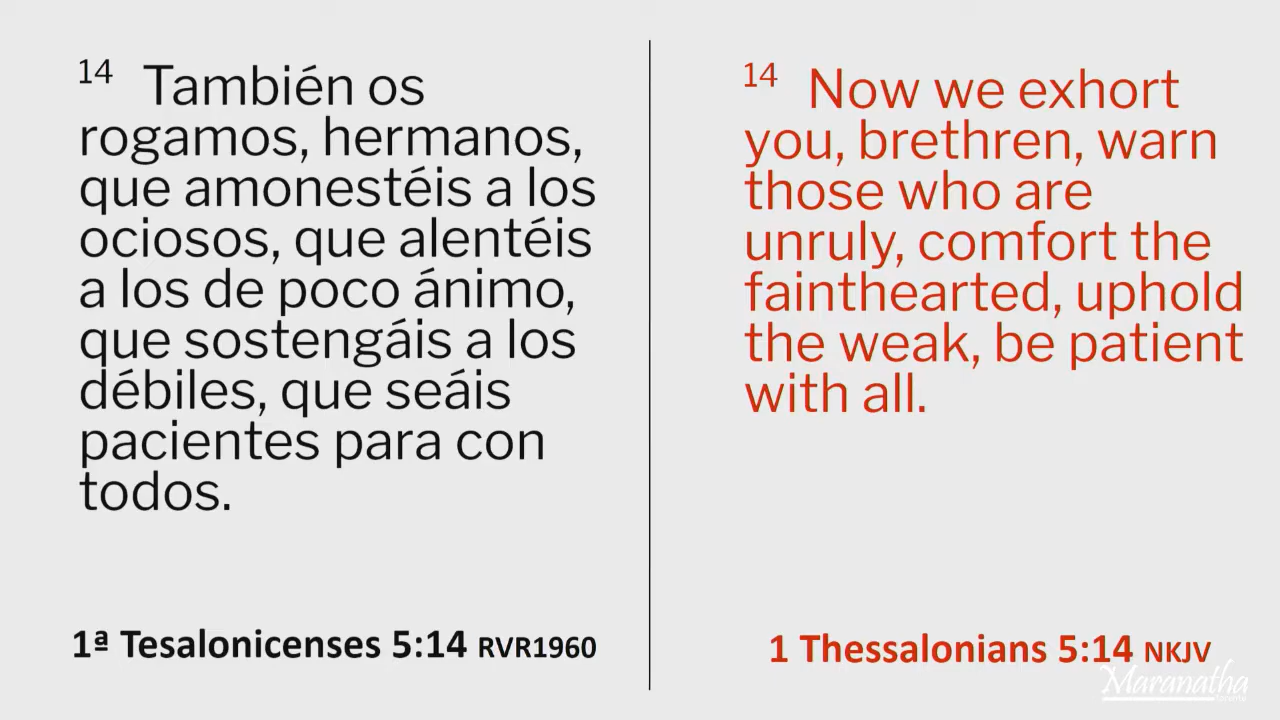 14 También os
rogamos, hermanos,
que amonestéis a los
ociosos, que alentéis
a los de poco ánimo,
que sostengáis a los
débiles, que seáis
pacientes para con
todos.
1ª Tesalonicenses 5:14 RVR1960
14 Now we exhort
you, brethren, warn
those who are
unruly, comfort the
fainthearted, uphold
the weak, be patient
with all.
1 Thessalonians 5:14 NKJV
Maranatha